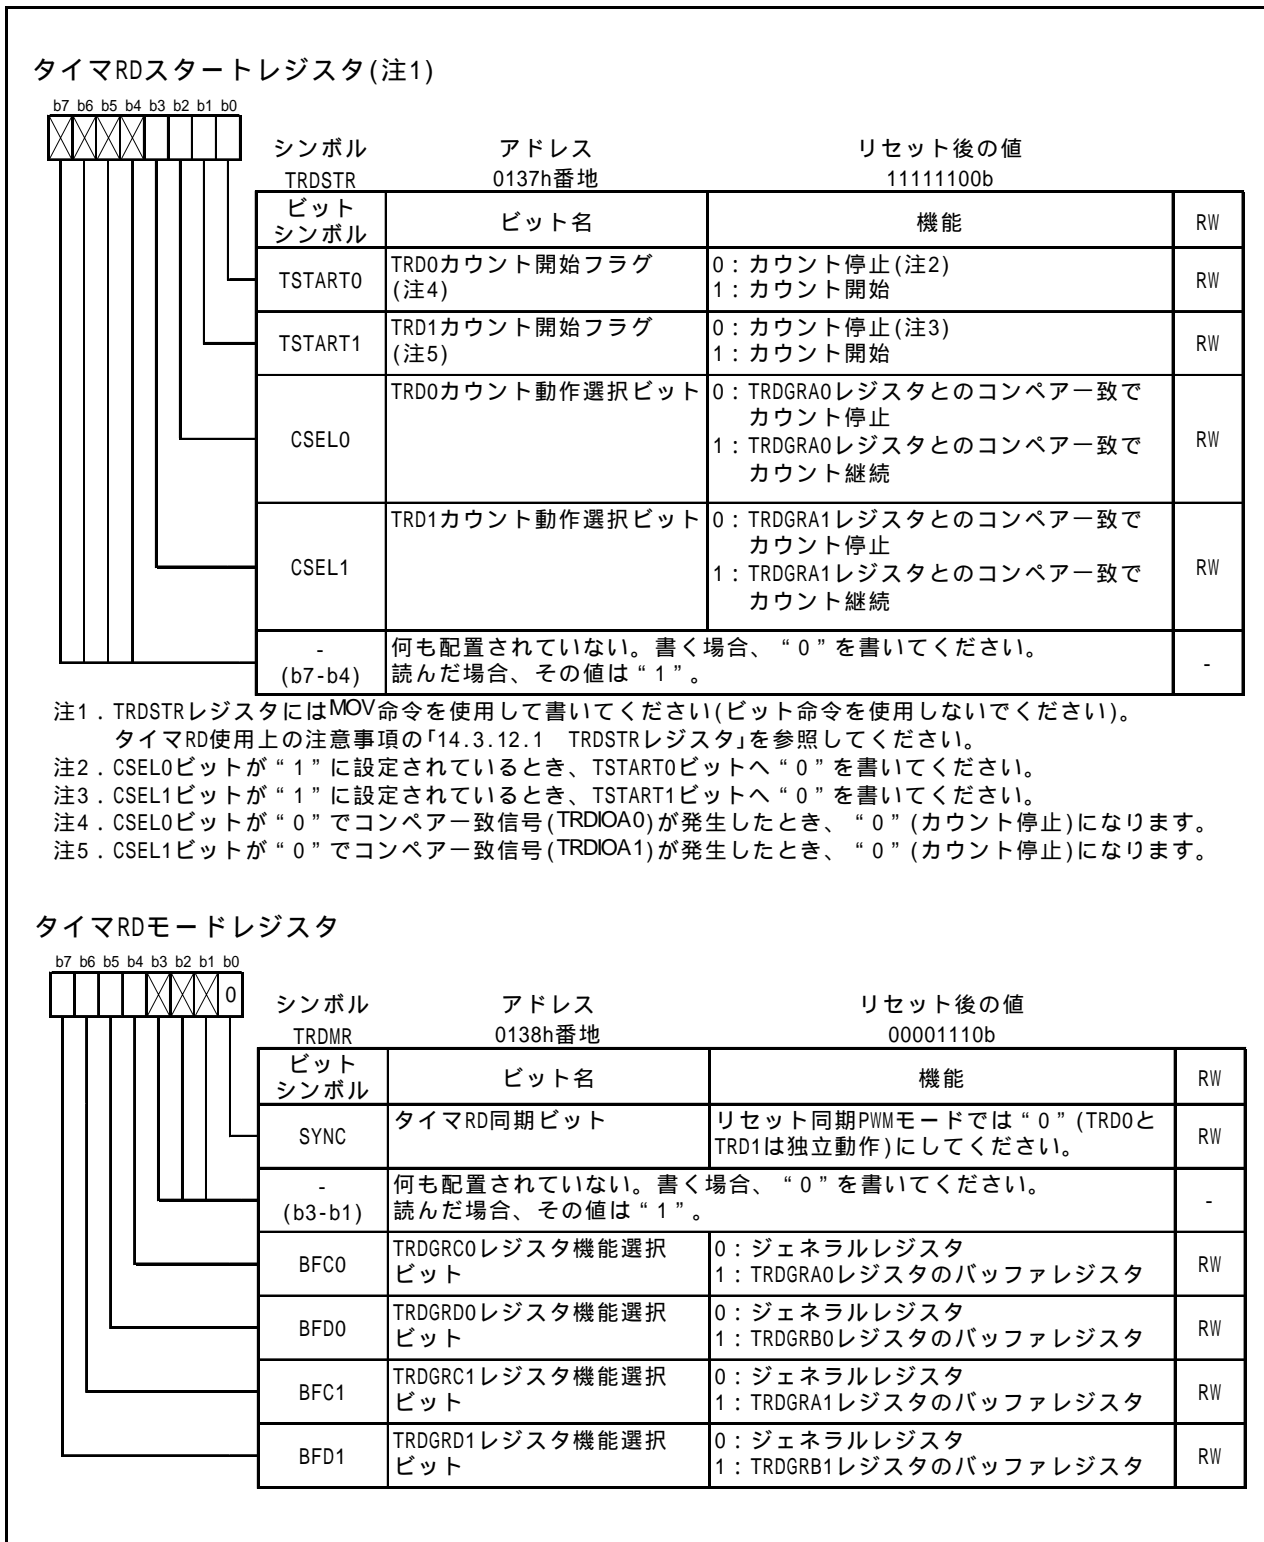 タイマRDスタートレジスタ(注1)
b7 b6 b5 b4 b3 b2 b1 b0
シンボル アドレス リセット後の値
TRDSTR 0137h番地 11111100b
ビット
シンボル ビット名 機能 RW
TSTART0 TRD0カウント開始フラグ
(注4) 0：カウント停止(注2)
1：カウント開始 RW
TSTART1 TRD1カウント開始フラグ
(注5) 0：カウント停止(注3)
1：カウント開始 RW
CSEL0 TRD0カウント動作選択ビット 0：TRDGRA0レジスタとのコンペア一致で
カウント停止
1：TRDGRA0レジスタとのコンペア一致で
カウント継続 RW
CSEL1 TRD1カウント動作選択ビット 0：TRDGRA1レジスタとのコンペア一致で
カウント停止
1：TRDGRA1レジスタとのコンペア一致で
カウント継続 RW
-
(b7-b4) 何も配置されていない。書く場合、“0”を書いてください。
読んだ場合、その値は“1”。 -
注1．TRDSTRレジスタにはMOV命令を使用して書いてください(ビット命令を使用しないでください)。
タイマRD使用上の注意事項の｢14.3.12.1 TRDSTRレジスタ｣を参照してください。
注2．CSEL0ビットが“1”に設定されているとき、TSTART0ビットへ“0”を書いてください。
注3．CSEL1ビットが“1”に設定されているとき、TSTART1ビットへ“0”を書いてください。
注4．CSEL0ビットが“0”でコンペア一致信号(TRDIOA0)が発生したとき、“0”(カウント停止)になります。
注5．CSEL1ビットが“0”でコンペア一致信号(TRDIOA1)が発生したとき、“0”(カウント停止)になります。
タイマRDモードレジスタ
b7 b6 b5 b4 b3 b2 b1 b0
0
シンボル アドレス リセット後の値
TRDMR 0138h番地 00001110b
ビット
シンボル ビット名 機能 RW
SYNC タイマRD同期ビット リセット同期PWMモードでは“0”(TRD0と
TRD1は独立動作)にしてください。 RW
-
(b3-b1) 何も配置されていない。書く場合、“0”を書いてください。
読んだ場合、その値は“1”。 -
BFC0 TRDGRC0レジスタ機能選択
ビット 0：ジェネラルレジスタ
1：TRDGRA0レジスタのバッファレジスタ RW
BFD0 TRDGRD0レジスタ機能選択
ビット 0：ジェネラルレジスタ
1：TRDGRB0レジスタのバッファレジスタ RW
BFC1 TRDGRC1レジスタ機能選択
ビット 0：ジェネラルレジスタ
1：TRDGRA1レジスタのバッファレジスタ RW
BFD1 TRDGRD1レジスタ機能選択
ビット 0：ジェネラルレジスタ
1：TRDGRB1レジスタのバッファレジスタ RW